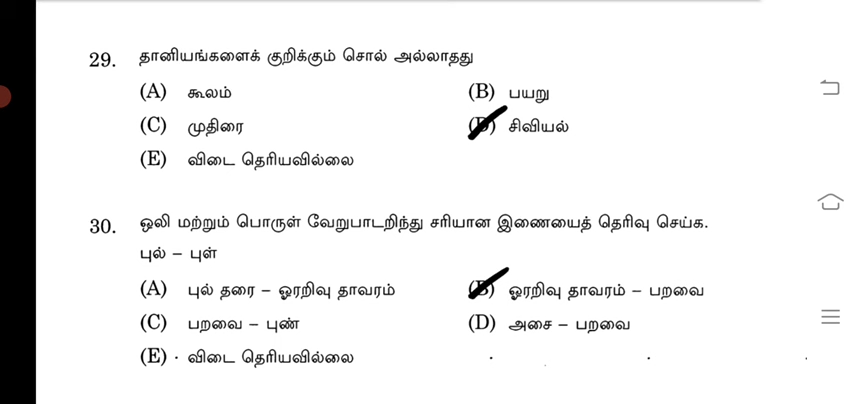 29. தானியங்களைக் குறிக்கும் சொல் அல்லாதது
(A) கூலம் (B) பயறு
(C) முதிரை (D) சிவியல்
(E) விடை தெரியவில்லை
30. ஒலி மற்றும் பொருள் வேறுபாடறிந்து சரியான இணையைத் தெரிவு செய்க.
புல் – புள்
(A) புல் தரை – ஓரறிவு தாவரம் (B) ஓரறிவு தாவரம் – பறவை
(C) பறவை – புண் (D) அசை – பறவை
(E) விடை தெரியவில்லை